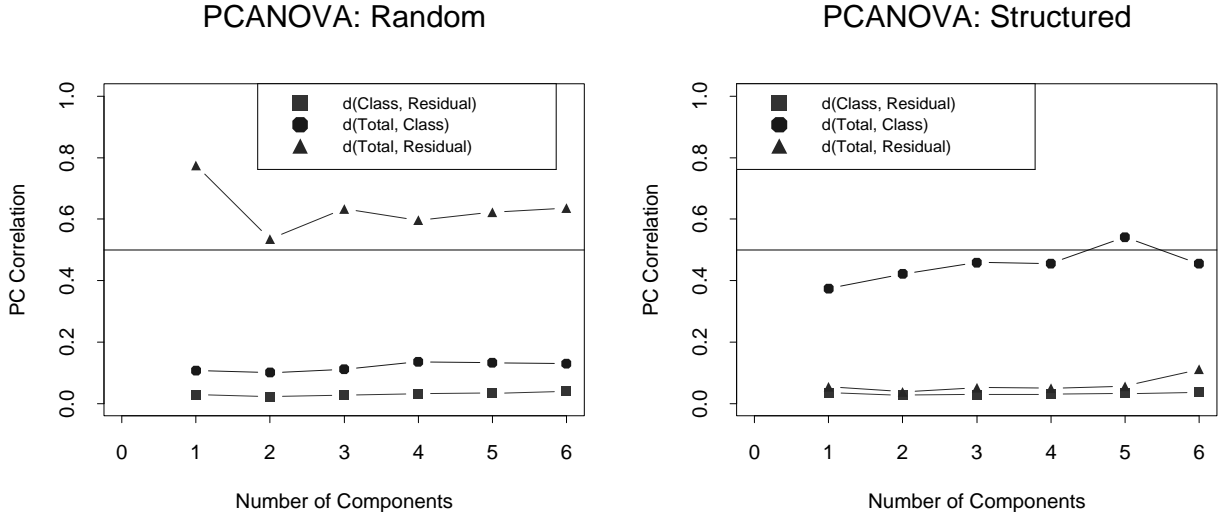 PCANOVA: Random
PC Correlation
1.0
0.8
0.6
0.4
0.2
0.0
d(Class, Residual)
d(Total, Class)
d(Total, Residual)
0 1 2 3 4 5 6
Number of Components
PCANOVA: Structured
PC Correlation
1.0
0.8
0.6
0.4
0.2
0.0
d(Class, Residual)
d(Total, Class)
d(Total, Residual)
0 1 2 3 4 5 6
Number of Components